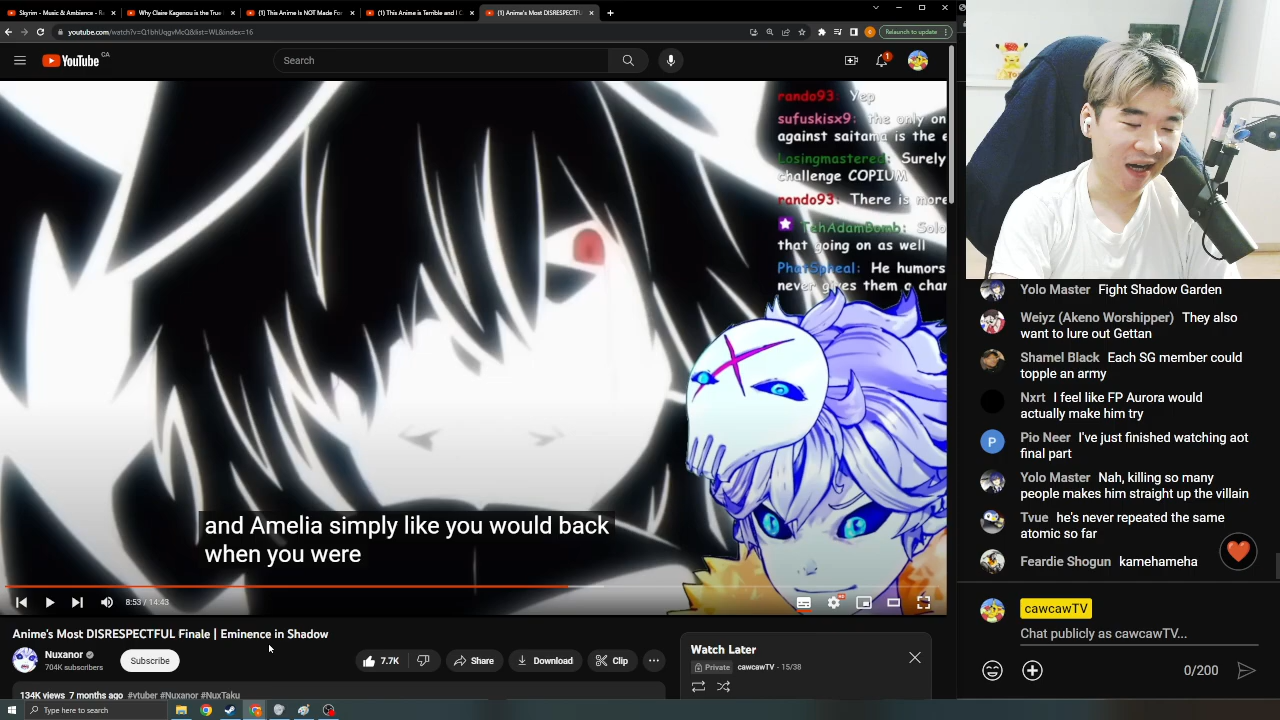 Skyrim - Music & Ambience - R
Why Claire Kagenou is the True
(1) This Anime Is NOT Made For
(1) This Anime is Terrible and I C
(1) Anime's Most DISRESPECTFU
youtube.com/watch?v=Q1bhUqgvMcQ&list=WL&index=16
Relaunch to update
YouTube CA
Search
1
rando93: Yep
sufuskisx9: the only on
against saitama is the e
Losingmastered: Surely
challenge COPIUM
rando93: There is more
TehAdamBomb: Solo
that going on as well
PhatSpheal: He humors
never gives them a char
and Amelia simply like you would back
when you were
8:53 / 14:43
Anime's Most DISRESPECTFUL Finale | Eminence in Shadow
Nuxanor
704K subscribers
Subscribe
7.7K
Share
Download
Clip
Watch Later
Private
cawcawTV - 15/38
134K views 7 months ago #vtuber #Nuxanor #NuxTaku
Type here to search
Yolo Master Fight Shadow Garden
Weiyz (Akeno Worshipper) They also
want to lure out Gettan
Shamel Black Each SG member could
topple an army
Nxrt I feel like FP Aurora would
actually make him try
P
Pio Neer I've just finished watching aot
final part
Yolo Master Nah, killing so many
people makes him straight up the villain
Tvue he's never repeated the same
atomic so far
Feardie Shogun kamehameha
cawcawTV
Chat publicly as cawcawTV...
0/200